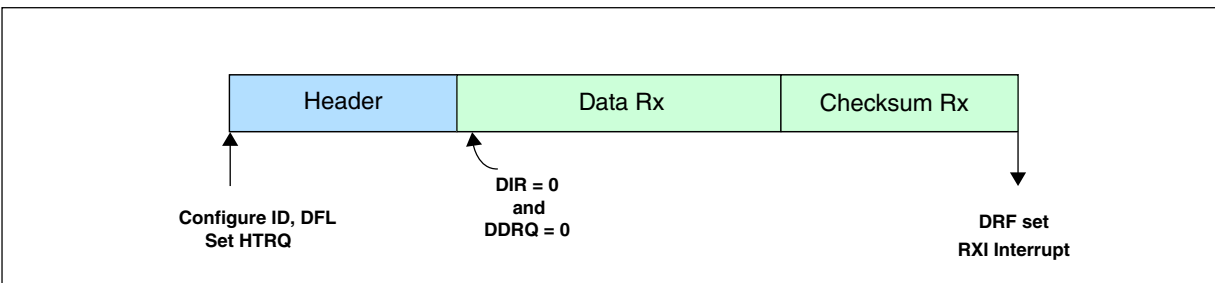 Header
Data Rx
Checksum Rx
Configure ID, DFL
Set HTRQ
DIR = 0
and
DDRQ = 0
DRF set
RXI Interrupt